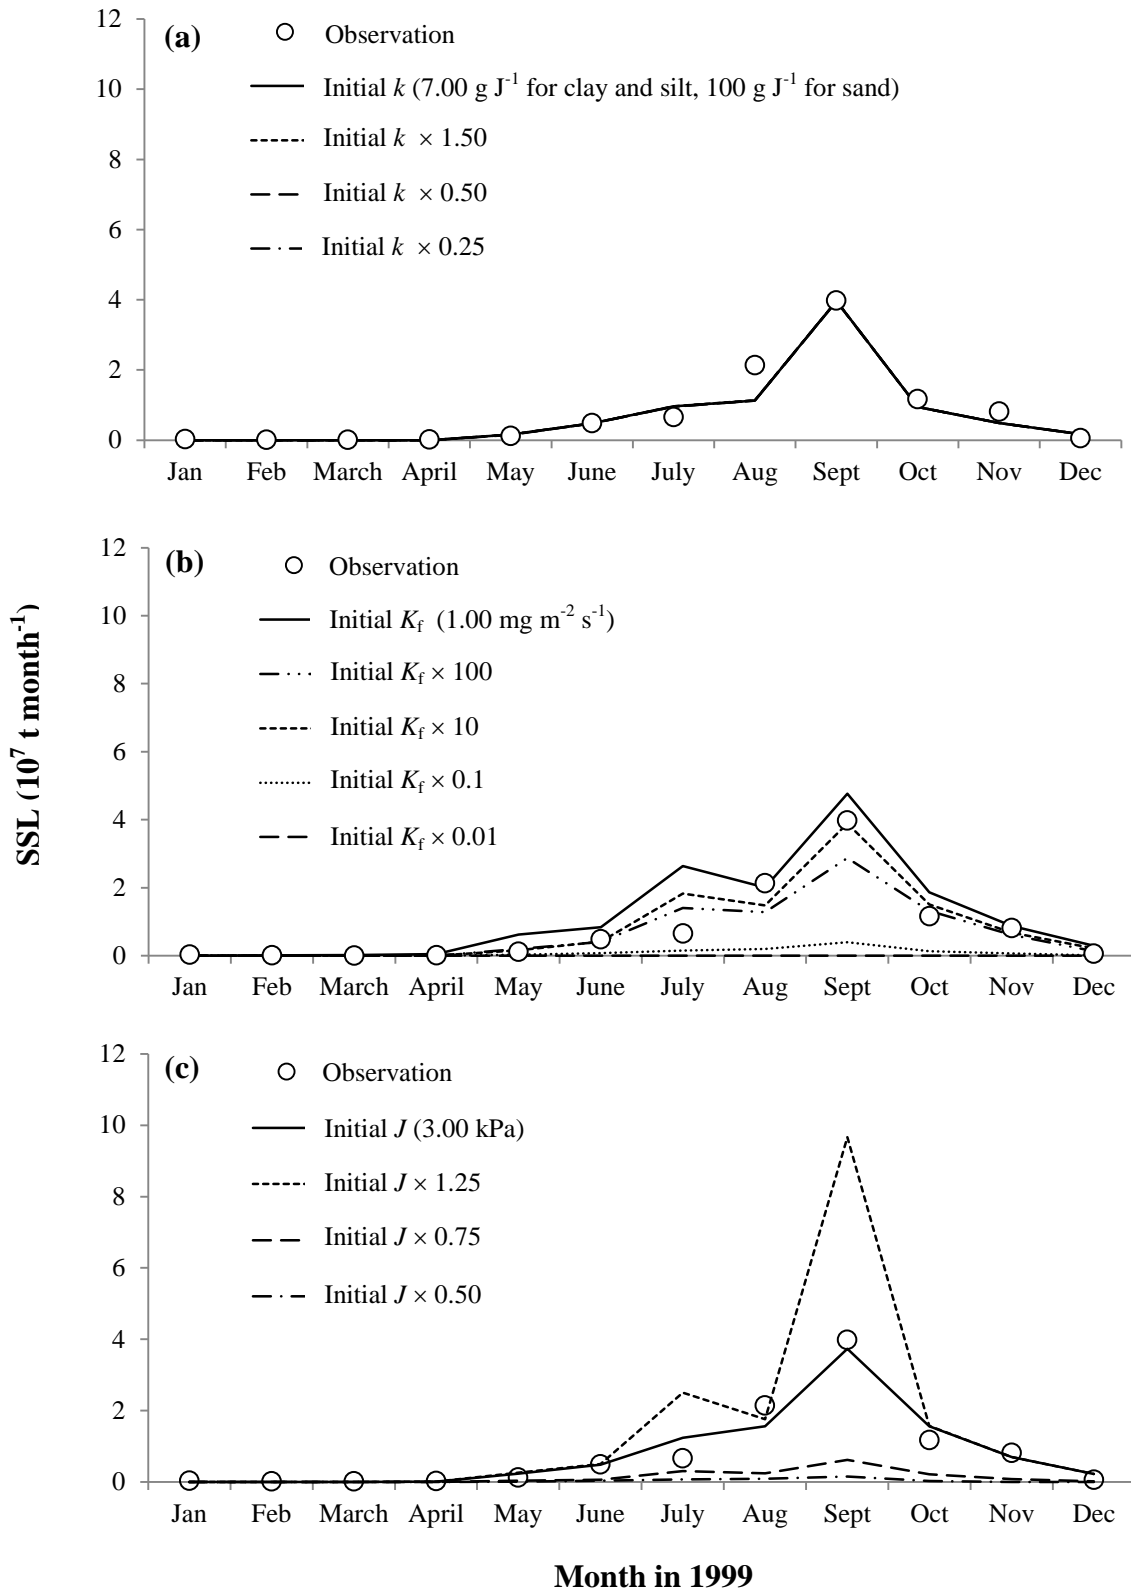 (a)
Observation
Initial k (7.00 g J-1 for clay and silt, 100 g J-1 for sand)
Initial k × 1.50
Initial k × 0.50
Initial k × 0.25
12
10
8
6
4
2
0
Jan Feb March April May June July Aug Sept Oct Nov Dec
(b)
Observation
Initial Kf (1.00 mg m-2 s-1)
Initial Kf × 100
Initial Kf × 10
Initial Kf × 0.1
Initial Kf × 0.01
12
10
8
6
4
2
0
Jan Feb March April May June July Aug Sept Oct Nov Dec
SSL (107 t month-1)
(c)
Observation
Initial J (3.00 kPa)
Initial J × 1.25
Initial J × 0.75
Initial J × 0.50
12
10
8
6
4
2
0
Jan Feb March April May June July Aug Sept Oct Nov Dec
Month in 1999